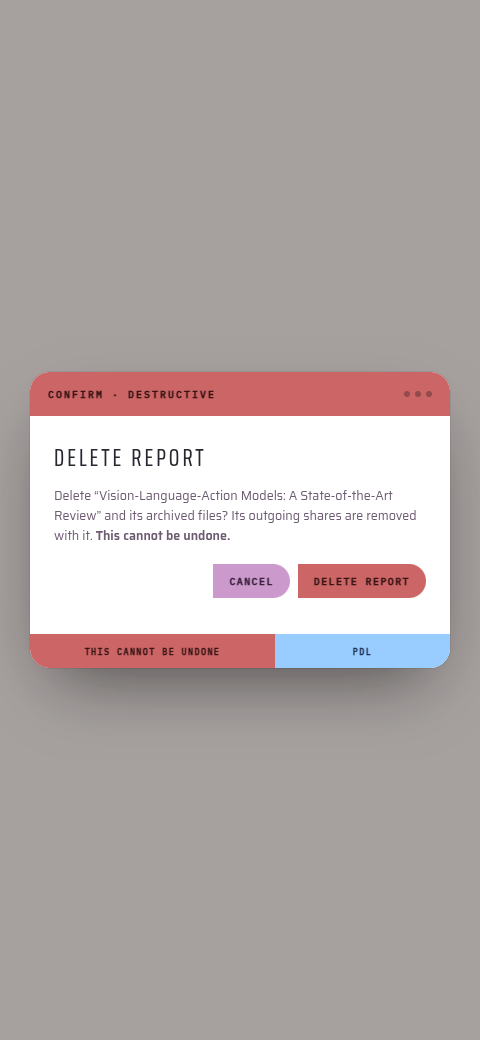 CONFIRM · DESTRUCTIVE
DELETE REPORT
Delete “Vision-Language-Action Models: A State-of-the-Art
Review” and its archived files? Its outgoing shares are removed
with it. This cannot be undone.
CANCEL
DELETE REPORT
THIS CANNOT BE UNDONE
PDL